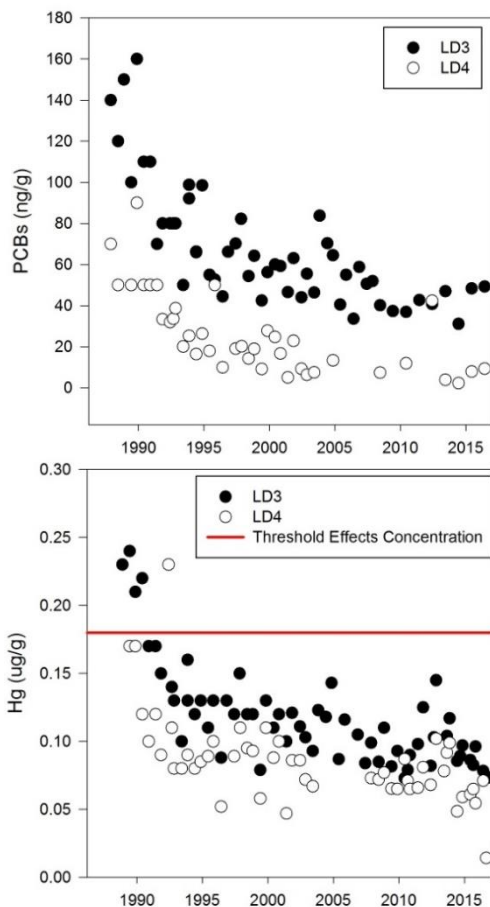 180
160
140
120
100
80
60
40
20
0
PCBs (ng/g)
LD3
LD4
1990 1995 2000 2005 2010 2015
0.30
0.25
0.20
0.15
0.10
0.05
0.00
Hg (ug/g)
LD3
LD4
Threshold Effects Concentration
1990 1995 2000 2005 2010 2015